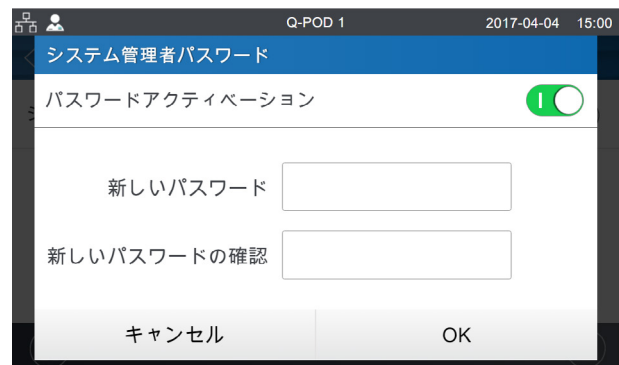 Q-POD 1 2017-04-04 15:00
システム管理者パスワード
パスワードアクティベーション
新しいパスワード
新しいパスワードの確認
キャンセル OK